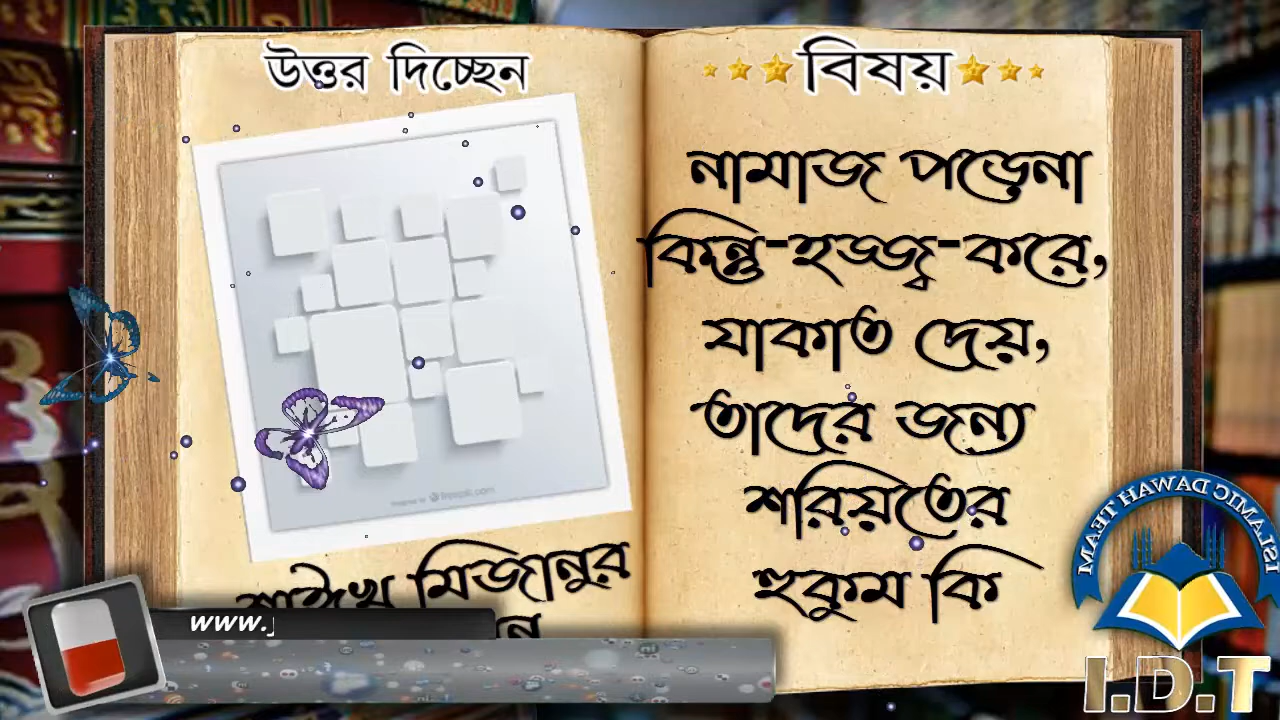 উত্তর দিচ্ছেন
শাইখ মিজানুর
www.j
বিষয়
নামাজ পড়েনা
কিন্তু-হজ্জ্ব-করে,
যাকাত দেয়,
তাদের জন্য
শরিয়তের
হুকুম কি
ISLAMIC DAWAH TEAM
I.D.T